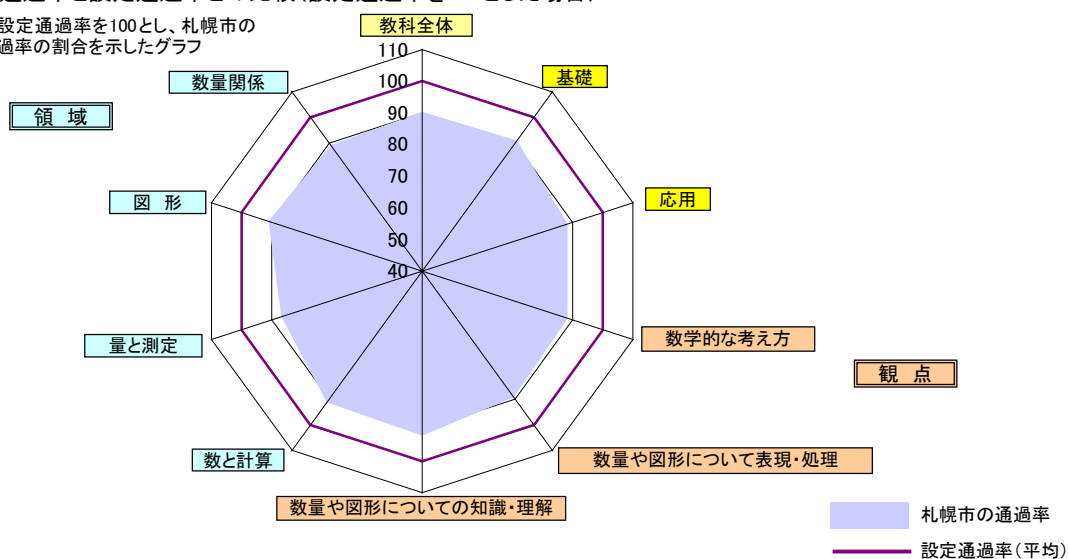 設定通過率を100とし、札幌市の
過率の割合を示したグラフ
教科全体
基礎
応用
数学的な考え方
観 点
数量や図形について表現・処理
数量や図形についての知識・理解
数と計算
量と測定
図 形
領 域
数量関係
110
100
90
80
70
60
50
40
札幌市の通過率
設定通過率(平均)